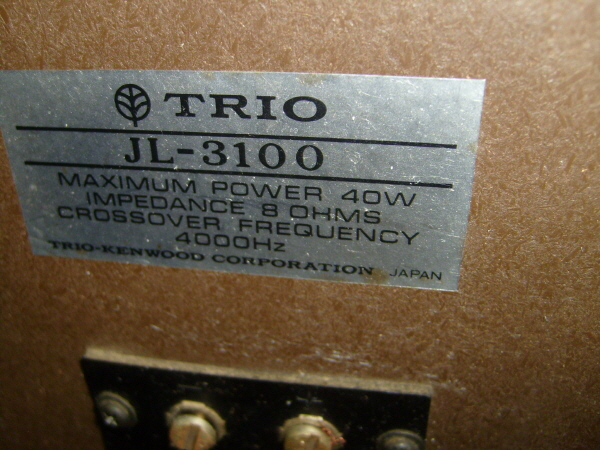 TRIO
JL-3100
MAXIMUM POWER 40W
IMPEDANCE 8 OHMS
CROSSOVER FREQUENCY
4000Hz
TRIO-KENWOOD CORPORATION JAPAN